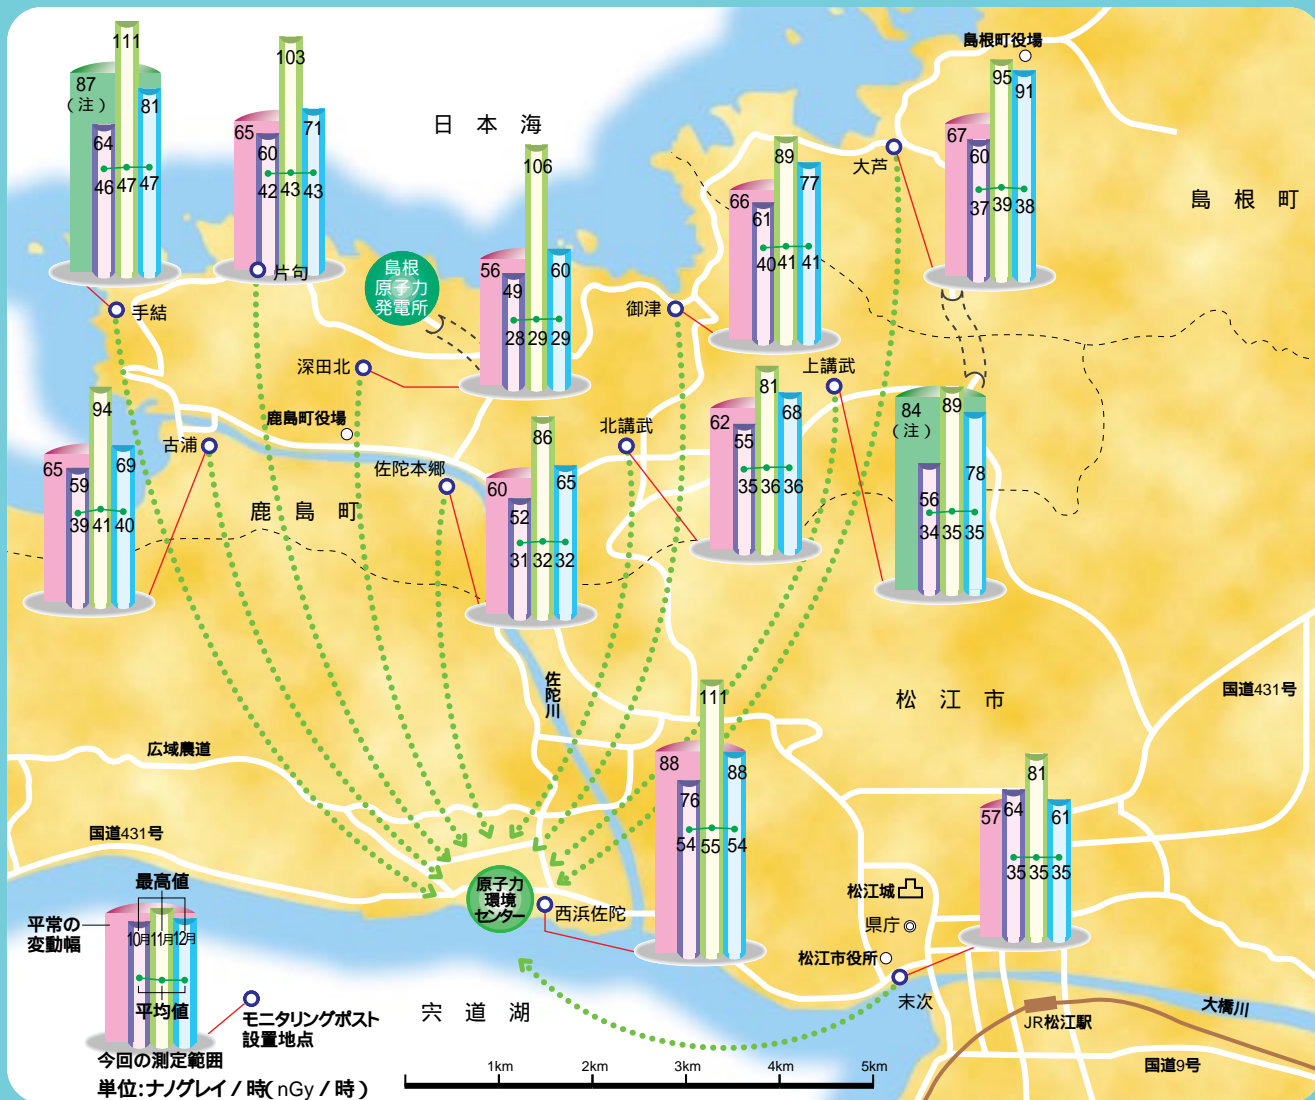 111
87
（注）
81
64
46
47
47
手結
103
65
60
71
42
43
43
片句
日本海
島根
原子力
発電所
106
56
49
60
28
29
29
深田北
鹿島町役場
島根町役場
95
91
67
60
37
39
38
大芦
島根町
89
77
66
61
40
41
41
御津
上講武
94
65
59
69
39
41
40
古浦
鹿島町
佐陀本郷
86
60
52
65
31
32
32
北講武
81
68
62
55
35
36
36
84
（注）
89
78
56
34
35
35
佐陀川
松江市
国道431号
広域農道
国道431号
111
88
76
88
54
55
54
原子力
環境
センター
西浜佐陀
81
57
64
61
35
35
35
松江城
県庁
松江市役所
末次
大橋川
JR松江駅
国道9号
宍道湖
最高値
平常の
変動幅
10月
11月
12月
平均値
モニタリングポスト
設置地点
今回の測定範囲
単位:ナノグレイ / 時( nGy / 時 )
1km
2km
3km
4km
5km